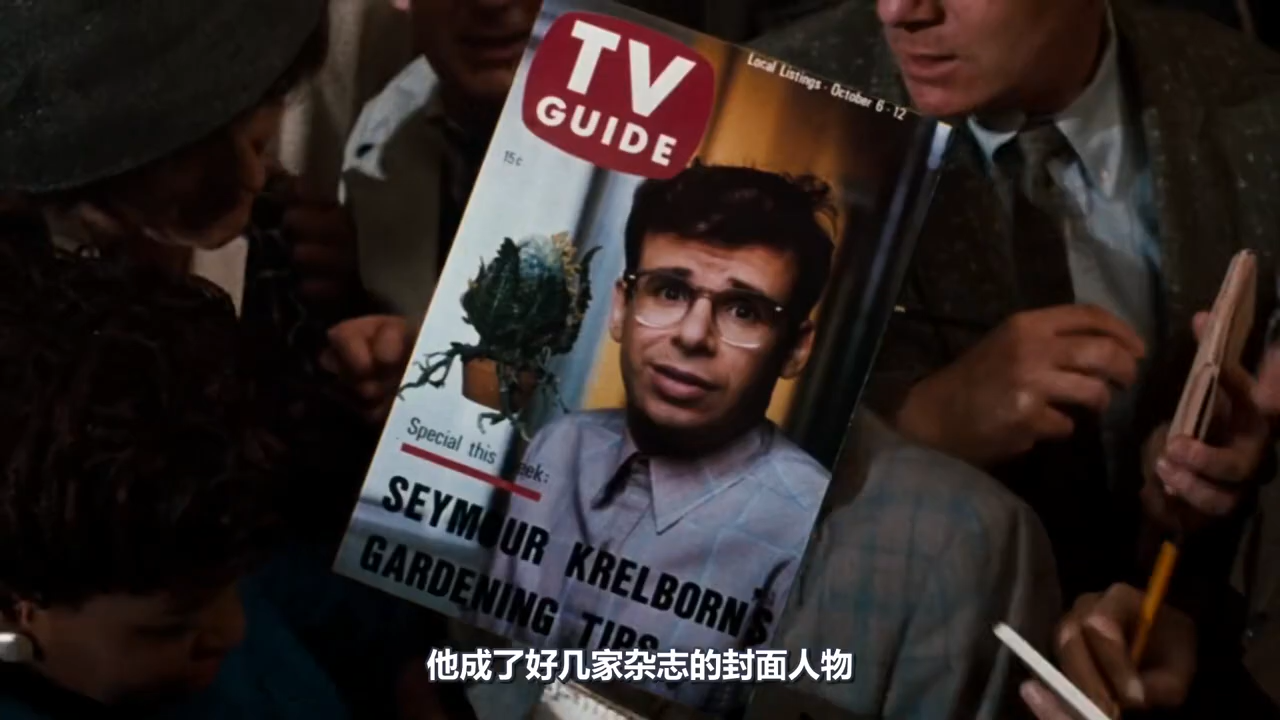 TV
GUIDE
Local Listings · October 6 - 12
15c
Special this eek:
SEYMOUR KRELBORN'S
GARDENING TIPS
他成了好几家杂志的封面人物